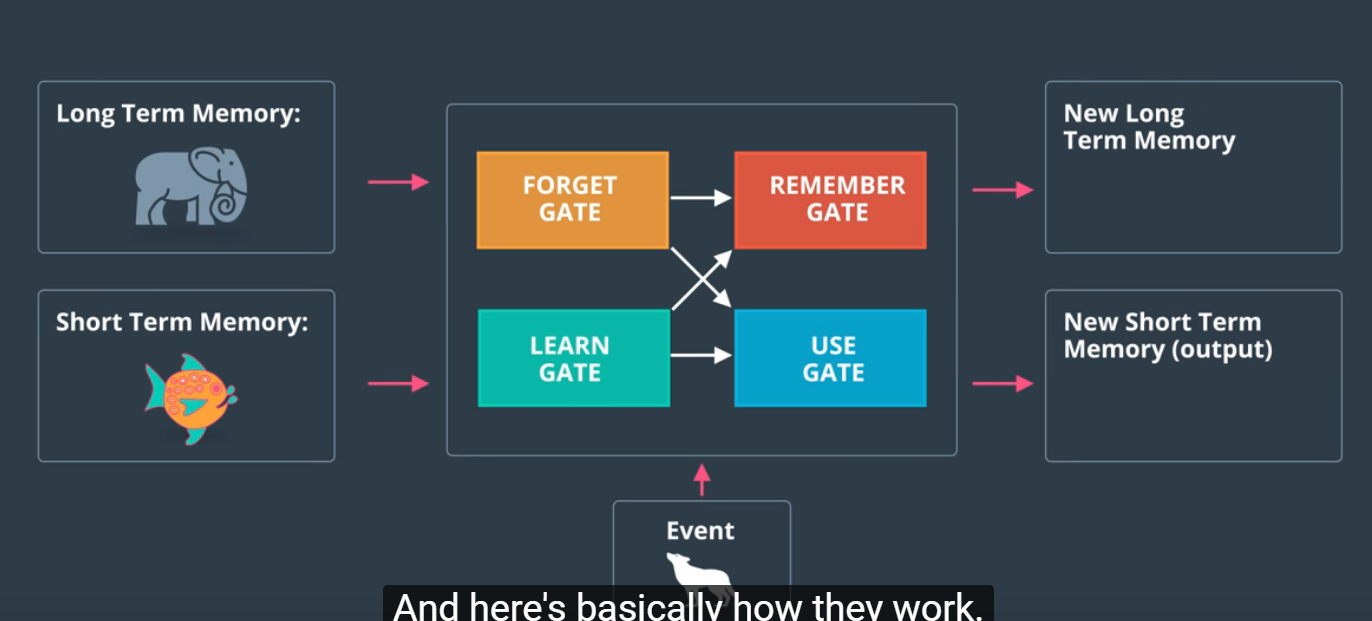 Long Term Memory:
FORGET
GATE
REMEMBER
GATE
New Long
Term Memory
Short Term Memory:
LEARN
GATE
USE
GATE
New Short Term
Memory (output)
Event
And here's basically how they work.